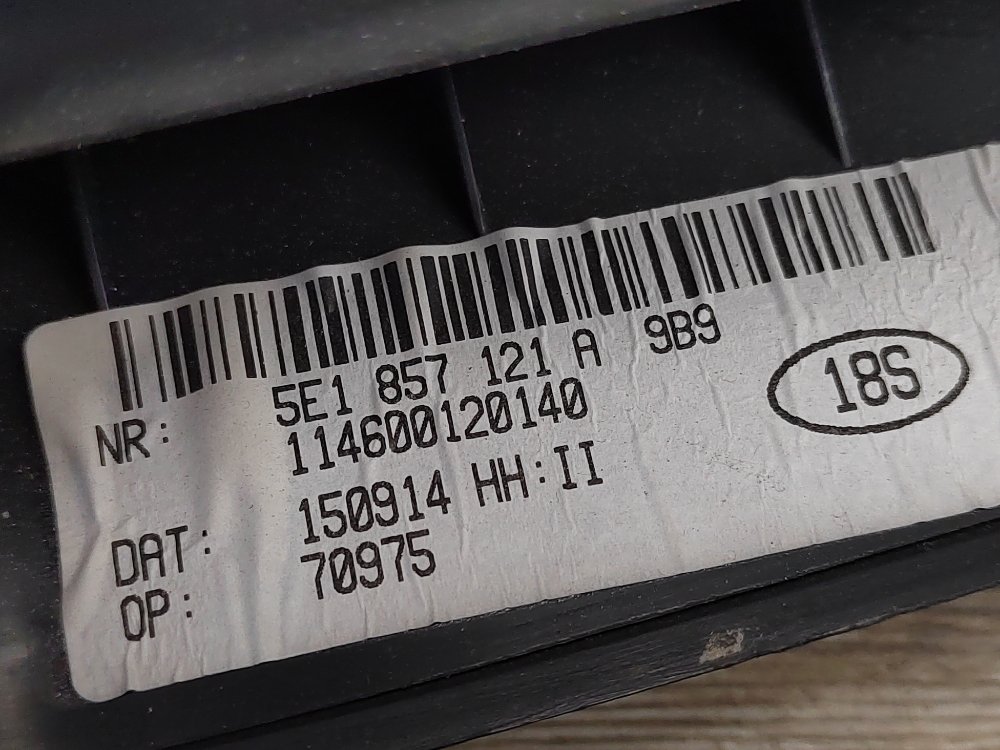 NR: 5E1 857 121 A 9B9
114600120140
DAT: 150914 HH:II
OP: 70975
18S